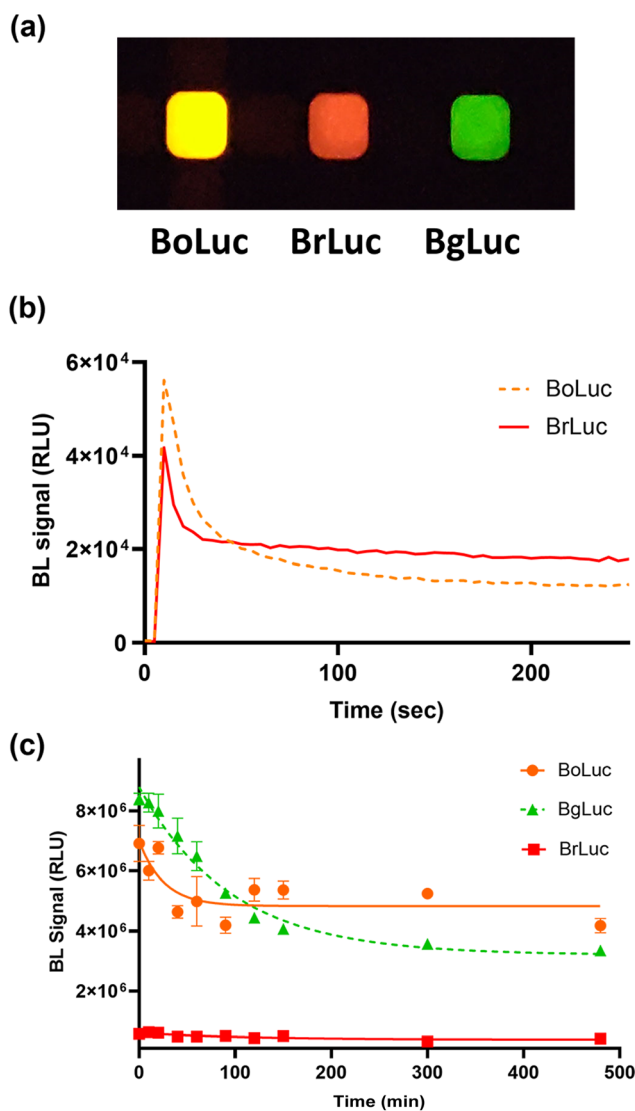 (a)
BoLuc BrLuc BgLuc
(b)
BL signal (RLU)
6×10⁴
4×10⁴
2×10⁴
0
0 100 200
Time (sec)
BoLuc
BrLuc
(c)
BL Signal (RLU)
8×10⁶
6×10⁶
4×10⁶
2×10⁶
0 100 200 300 400 500
Time (min)
BoLuc
BgLuc
BrLuc